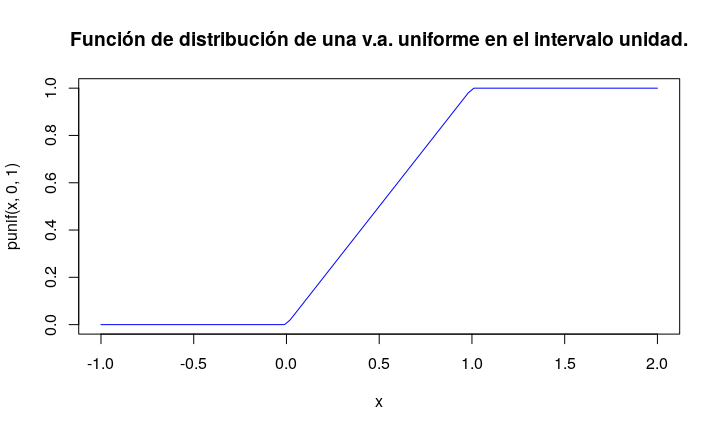 Función de distribución de una v.a. uniforme en el intervalo unidad.
punif(x, 0, 1)
1.0
0.8
0.6
0.4
0.2
0.0
-1.0 -0.5 0.0 0.5 1.0 1.5 2.0
x